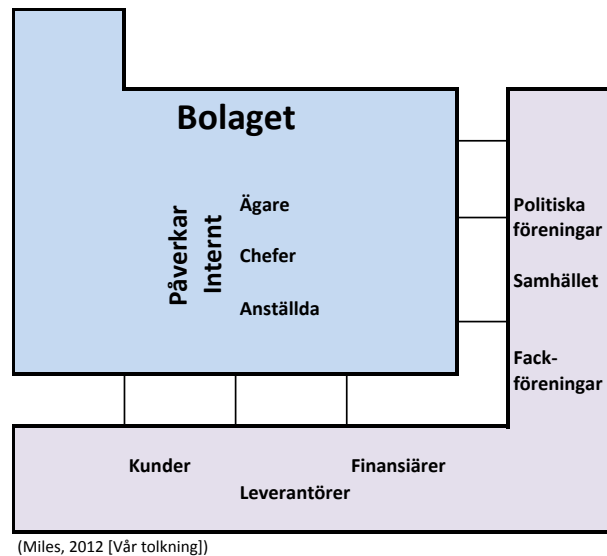 Bolaget
Påverkar
Internt
Ägare
Chefer
Anställda
Politiska
föreningar
Samhället
Fack-
föreningar
Kunder
Finansiärer
Leverantörer
(Miles, 2012 [Vår tolkning])